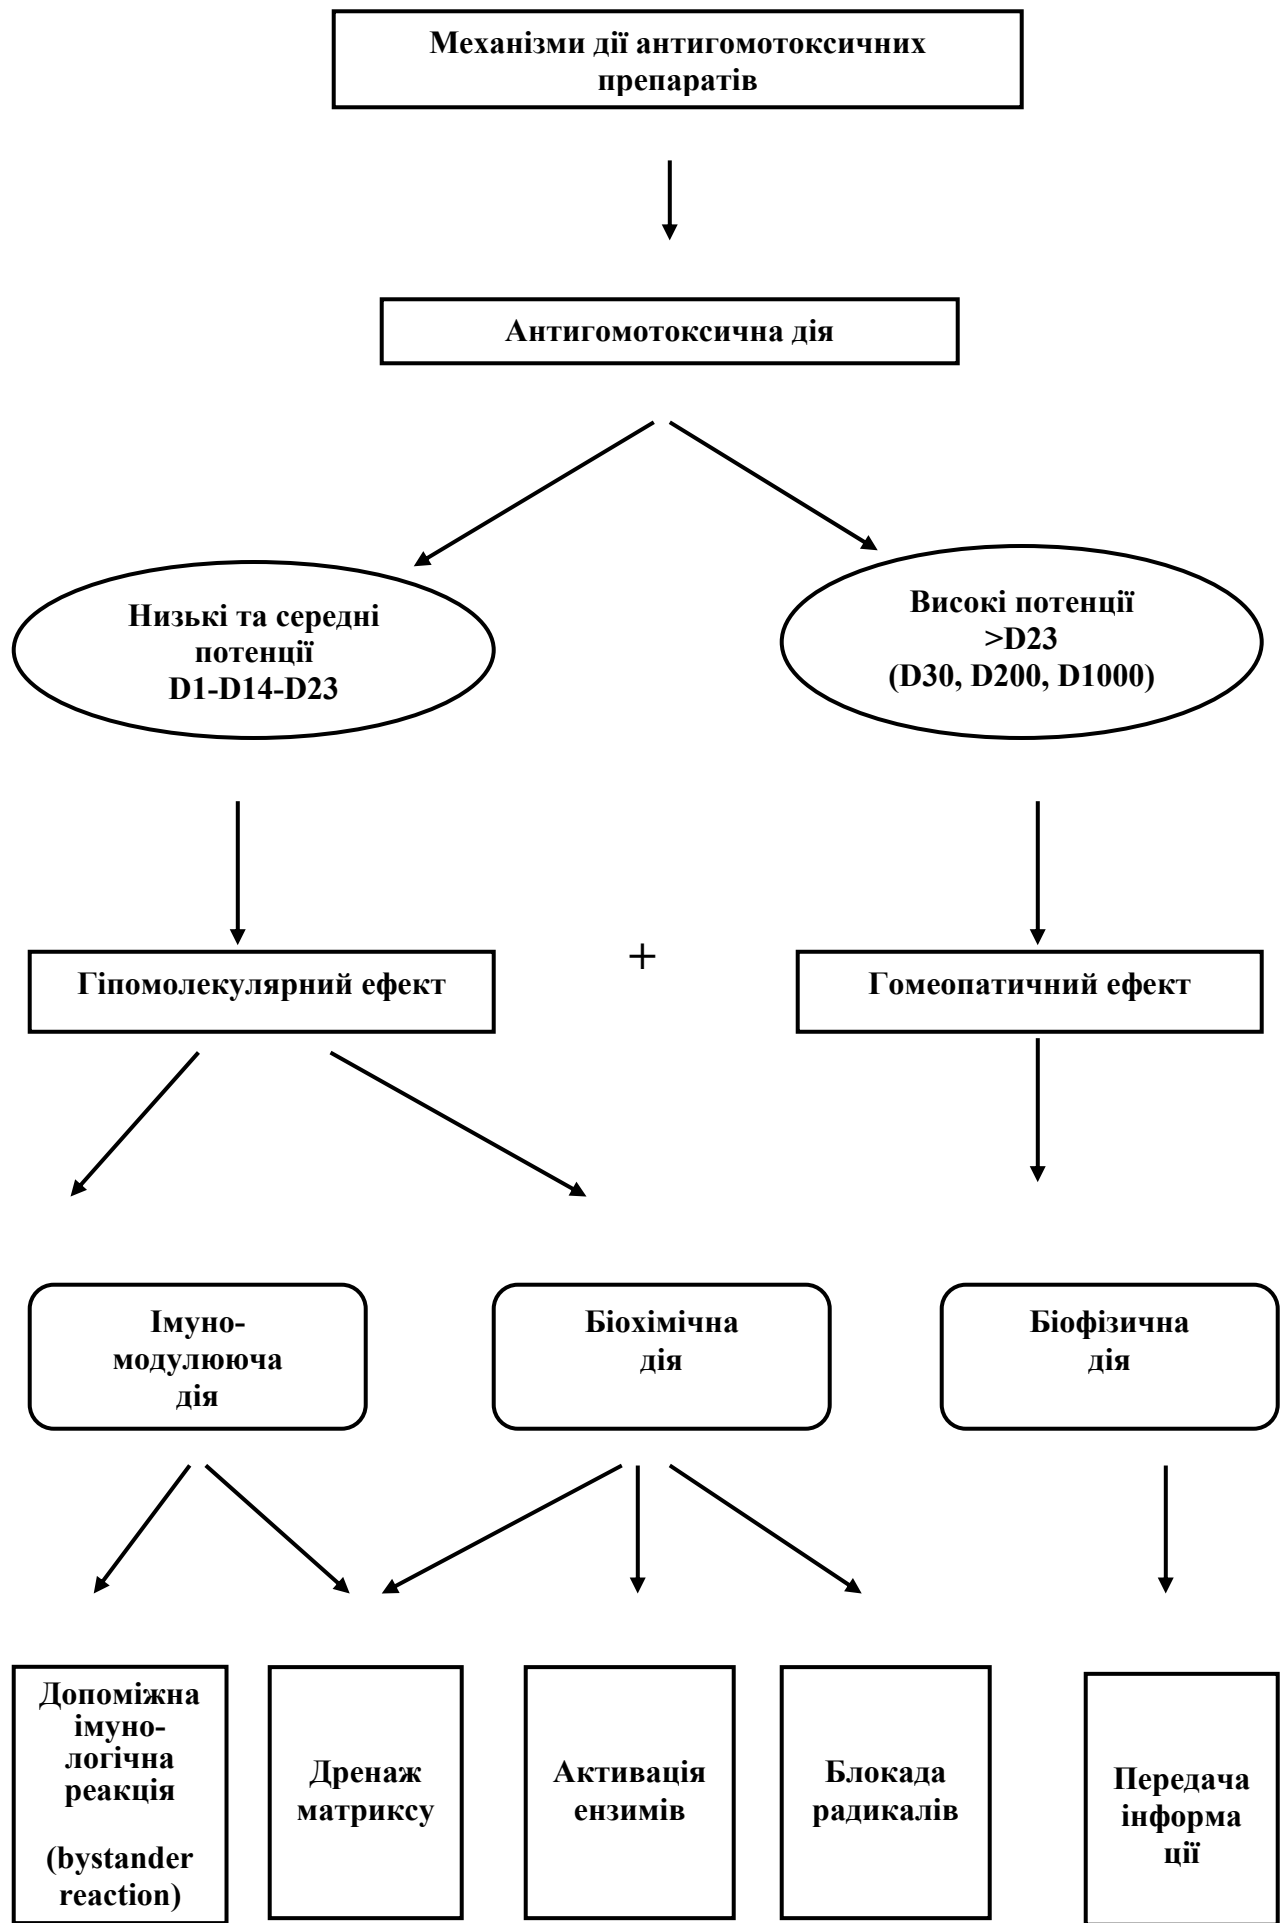 Механізми дії антигомотоксичних
препаратів
Антигомотоксична дія
Низькі та середні
потенції
D1-D14-D23
Високі потенції
>D23
(D30, D200, D1000)
Гіпомолекулярний ефект
+
Гомеопатичний ефект
Імуно-
модулююча
дія
Біохімічна
дія
Біофізична
дія
Допоміжна
імуно-
логічна
реакція
(bystander
reaction)
Дренаж
матриксу
Активація
ензимів
Блокада
радикалів
Передача
інформа
ції